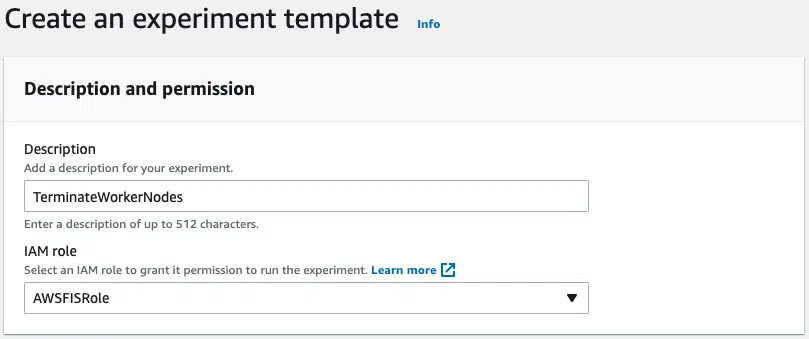 Create an experiment template Info
Description and permission
Description
Add a description for your experiment.
TerminateWorkerNodes
Enter a description of up to 512 characters.
IAM role
Select an IAM role to grant it permission to run the experiment. Learn more
AWSFISRole